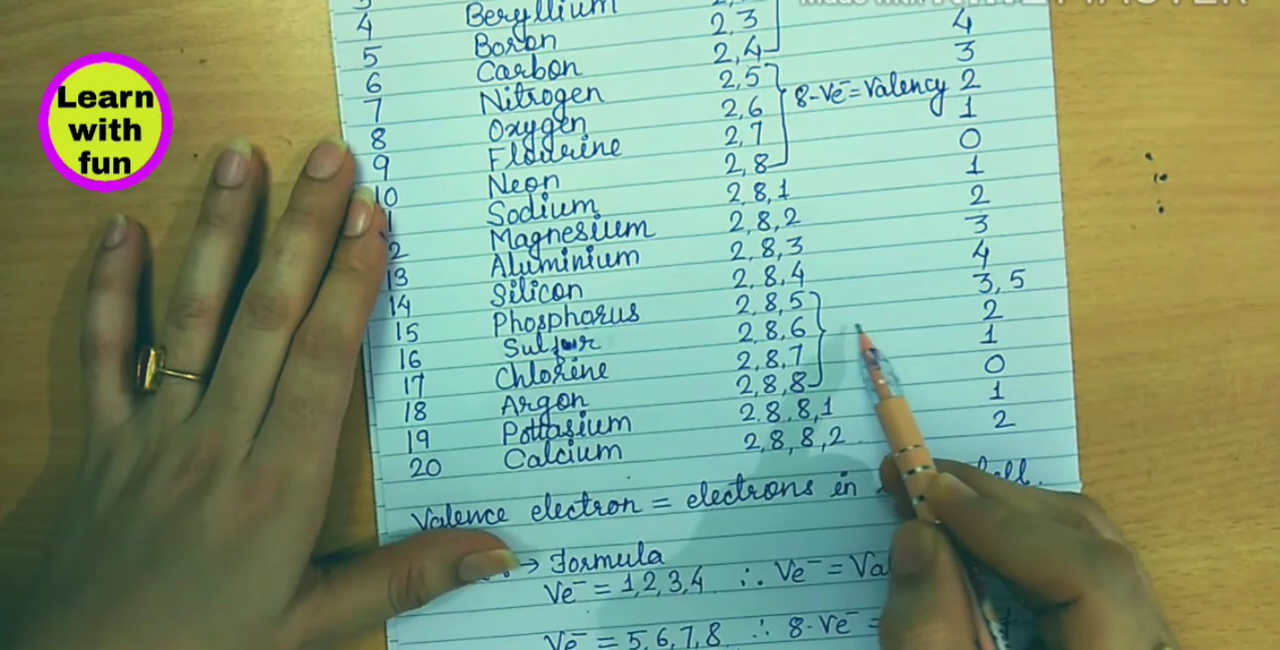 Learn
with
fun
4 Beryllium
5 Boron 2,3
6 Carbon 2,4 4
7 Nitrogen 2,5 3
8 Oxygen 2,6 8-Ve⁻=Valency 2
9 Flourine 2,7 1
10 Neon 2,8 0
1 Sodium 2,8,1 1
2 Magnesium 2,8,2 2
13 Aluminium 2,8,3 3
14 Silicon 2,8,4 4
15 Phosphorus 2,8,5 3,5
16 Sulfur 2,8,6 2
17 Chlorine 2,8,7 1
18 Argon 2,8,8 0
19 Pottasium 2,8,8,1 1
20 Calcium 2,8,8,2 2
Valence electron = electrons in
→ Formula
Ve⁻ = 1,2,3,4 ∴ Ve⁻ = Va
Ve⁻ = 5,6,7,8 ∴ 8-Ve⁻ =